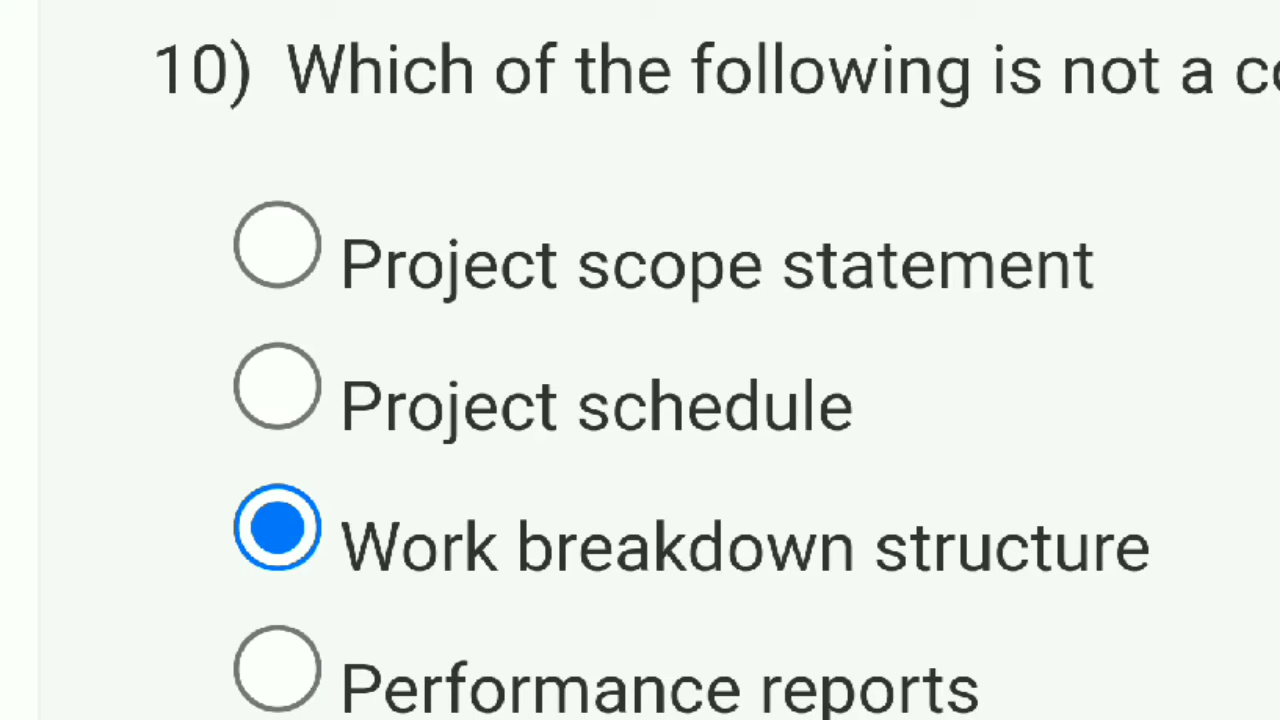 10) Which of the following is not a
Project scope statement
Project schedule
Work breakdown structure
Performance reports